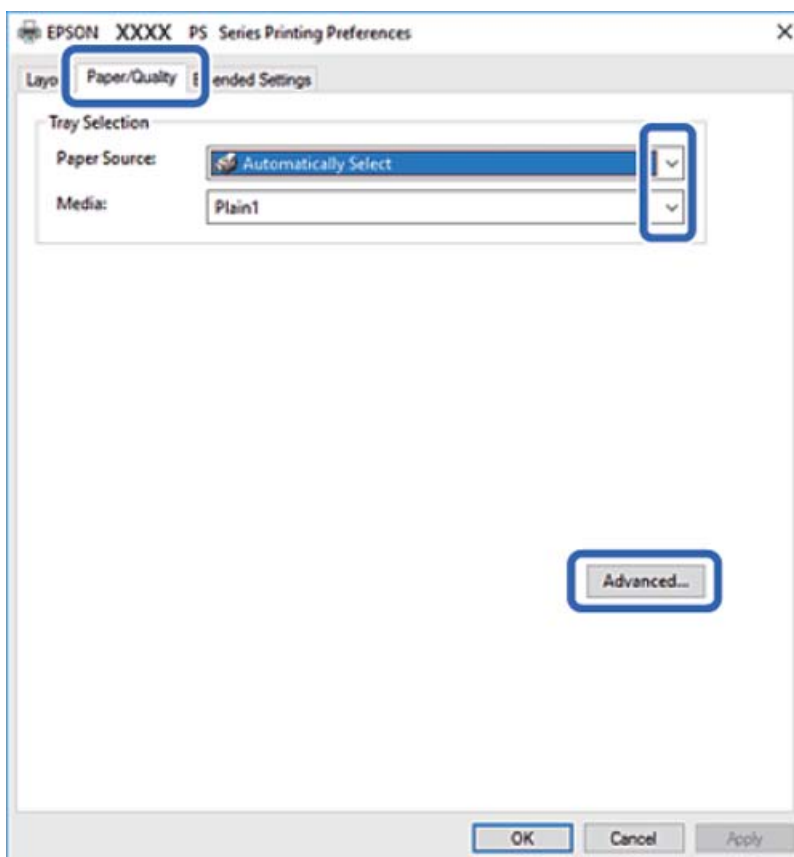 EPSON XXXX PS Series Printing Preferences
Layo Paper/Quality E ended Settings
Tray Selection
Paper Source: Automatically Select
Media: Plain1
Advanced...
OK Cancel Apply